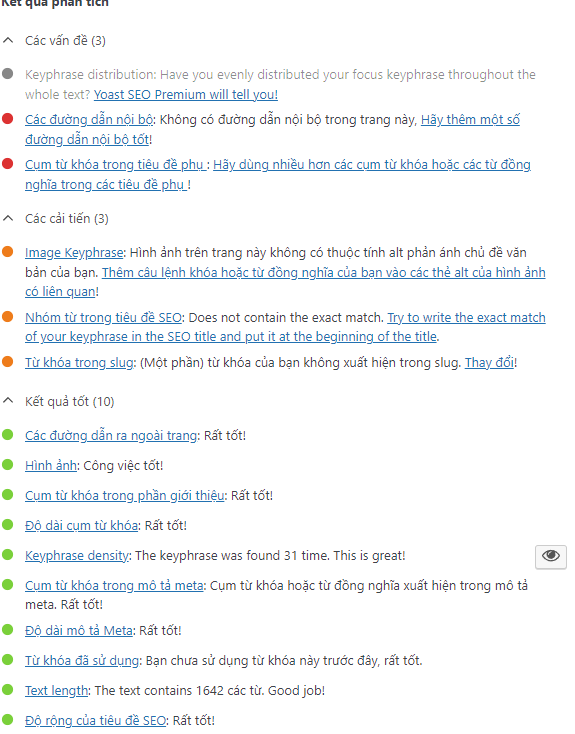 Kết quả phân tích
Các vấn đề (3)
Keyphrase distribution: Have you evenly distributed your focus keyphrase throughout the
whole text? Yoast SEO Premium will tell you!
Các đường dẫn nội bộ: Không có đường dẫn nội bộ trong trang này, Hãy thêm một số
đường dẫn nội bộ tốt!
Cụm từ khóa trong tiêu đề phụ : Hãy dùng nhiều hơn các cụm từ khóa hoặc các từ đồng
nghĩa trong các tiêu đề phụ !
Các cải tiến (3)
Image Keyphrase: Hình ảnh trên trang này không có thuộc tính alt phản ánh chủ đề văn
bản của bạn. Thêm câu lệnh khóa hoặc từ đồng nghĩa của bạn vào các thẻ alt của hình ảnh
có liên quan!
Nhóm từ trong tiêu đề SEO: Does not contain the exact match. Try to write the exact match
of your keyphrase in the SEO title and put it at the beginning of the title.
Từ khóa trong slug: (Một phần) từ khóa của bạn không xuất hiện trong slug. Thay đổi!
Kết quả tốt (10)
Các đường dẫn ra ngoài trang: Rất tốt!
Hình ảnh: Công việc tốt!
Cụm từ khóa trong phần giới thiệu: Rất tốt!
Độ dài cụm từ khóa: Rất tốt!
Keyphrase density: The keyphrase was found 31 time. This is great!
Cụm từ khóa trong mô tả meta: Cụm từ khóa hoặc từ đồng nghĩa xuất hiện trong mô tả
meta. Rất tốt!
Độ dài mô tả Meta: Rất tốt!
Từ khóa đã sử dụng: Bạn chưa sử dụng từ khóa này trước đây, rất tốt.
Text length: The text contains 1642 các từ. Good job!
Độ rộng của tiêu đề SEO: Rất tốt!